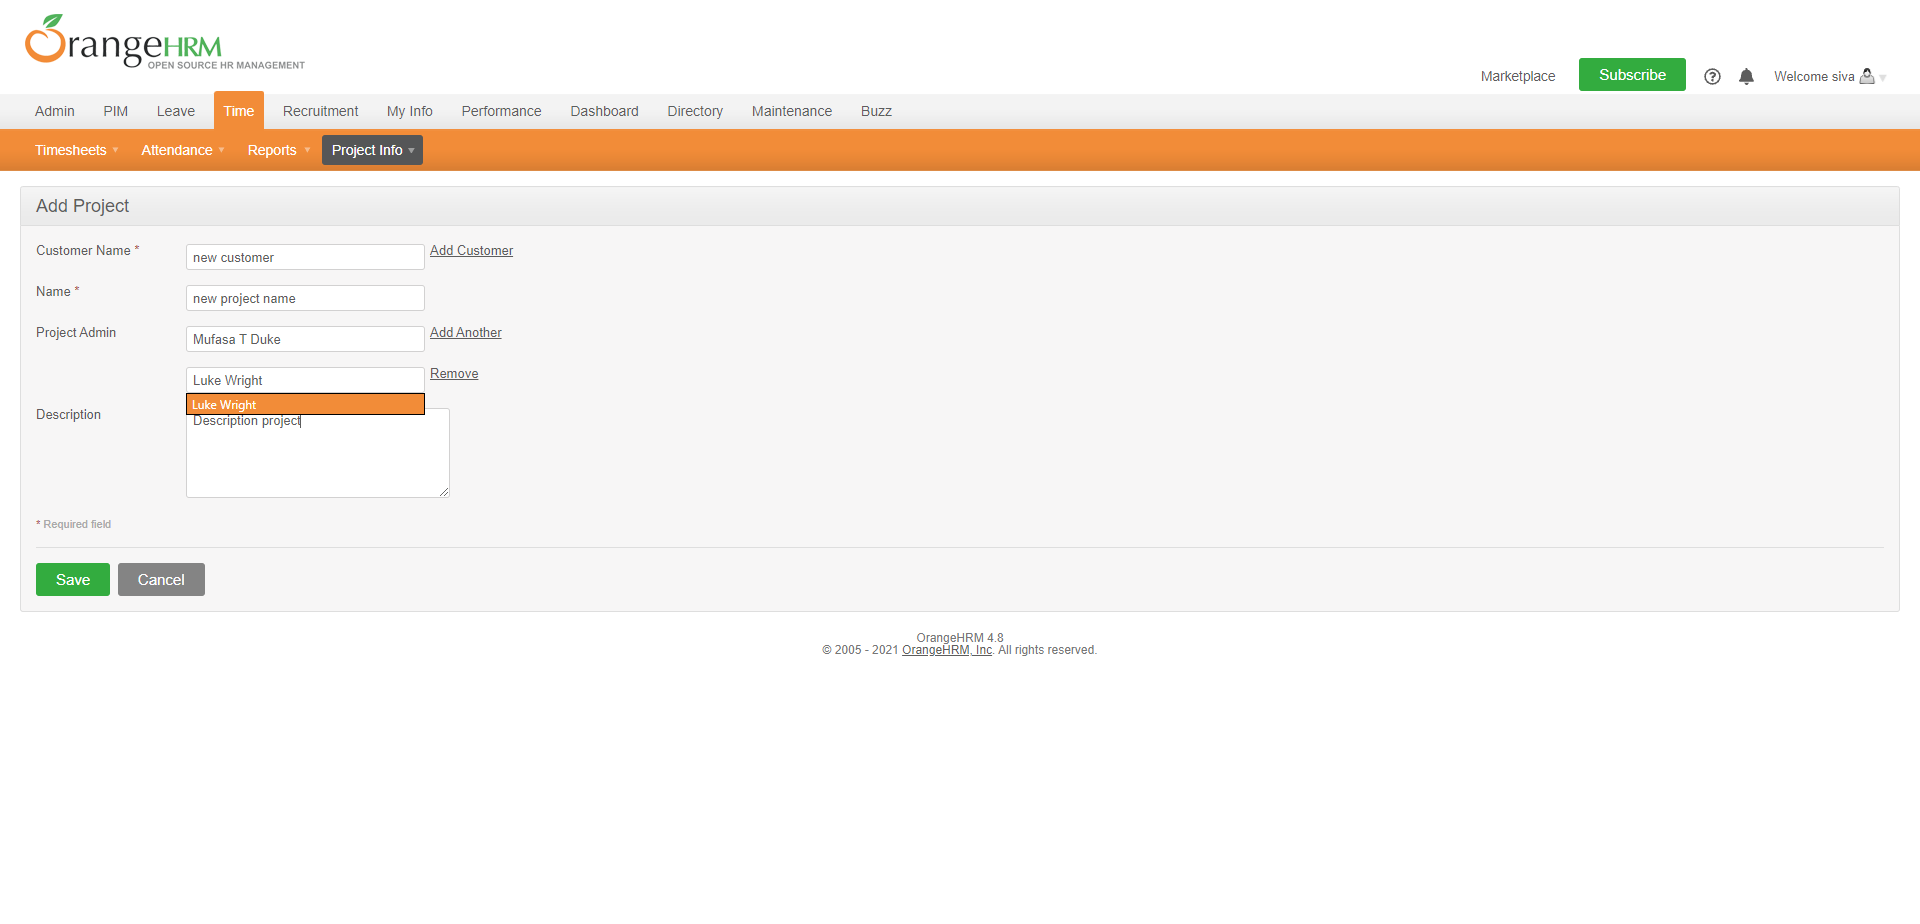 OrangeHRM
OPEN SOURCE HR MANAGEMENT
Marketplace
Subscribe
Welcome siva
Admin PIM Leave Time Recruitment My Info Performance Dashboard Directory Maintenance Buzz
Timesheets Attendance Reports Project Info
Add Project
Customer Name * new customer Add Customer
Name * new project name
Project Admin Mufasa T Duke Add Another
Luke Wright Remove
Luke Wright
Description Description project
* Required field
Save Cancel
OrangeHRM 4.8
© 2005 - 2021 OrangeHRM, Inc. All rights reserved.